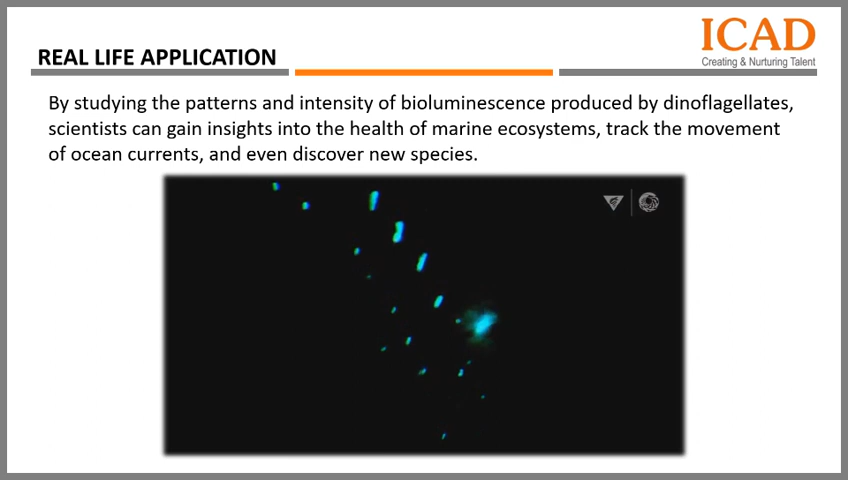 ICAD
Creating & Nurturing Talent
REAL LIFE APPLICATION
By studying the patterns and intensity of bioluminescence produced by dinoflagellates,
scientists can gain insights into the health of marine ecosystems, track the movement
of ocean currents, and even discover new species.